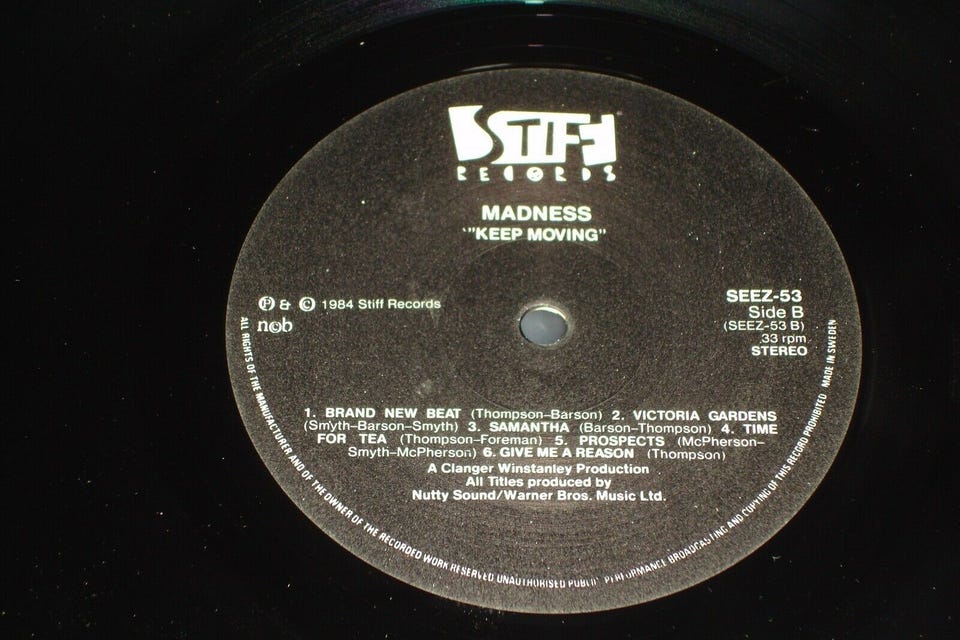 STIFF
RECORDS
MADNESS
"KEEP MOVING"
Ⓟ & © 1984 Stiff Records
n©b
SEEZ-53
Side B
(SEEZ-53 B)
33 rpm
STEREO
1. BRAND NEW BEAT (Thompson–Barson) 2. VICTORIA GARDENS
(Smyth–Barson–Smyth) 3. SAMANTHA (Barson–Thompson) 4. TIME
FOR TEA (Thompson–Foreman) 5. PROSPECTS (McPherson–
Smyth–McPherson) 6. GIVE ME A REASON (Thompson)
A Clanger Winstanley Production
All Titles produced by
Nutty Sound/Warner Bros. Music Ltd.
ALL RIGHTS OF THE MANUFACTURER AND OF THE OWNER OF THE RECORDED WORK RESERVED UNAUTHORISED PUBLIC PERFORMANCE BROADCASTING AND COPYING OF THIS RECORD PROHIBITED MADE IN SWEDEN